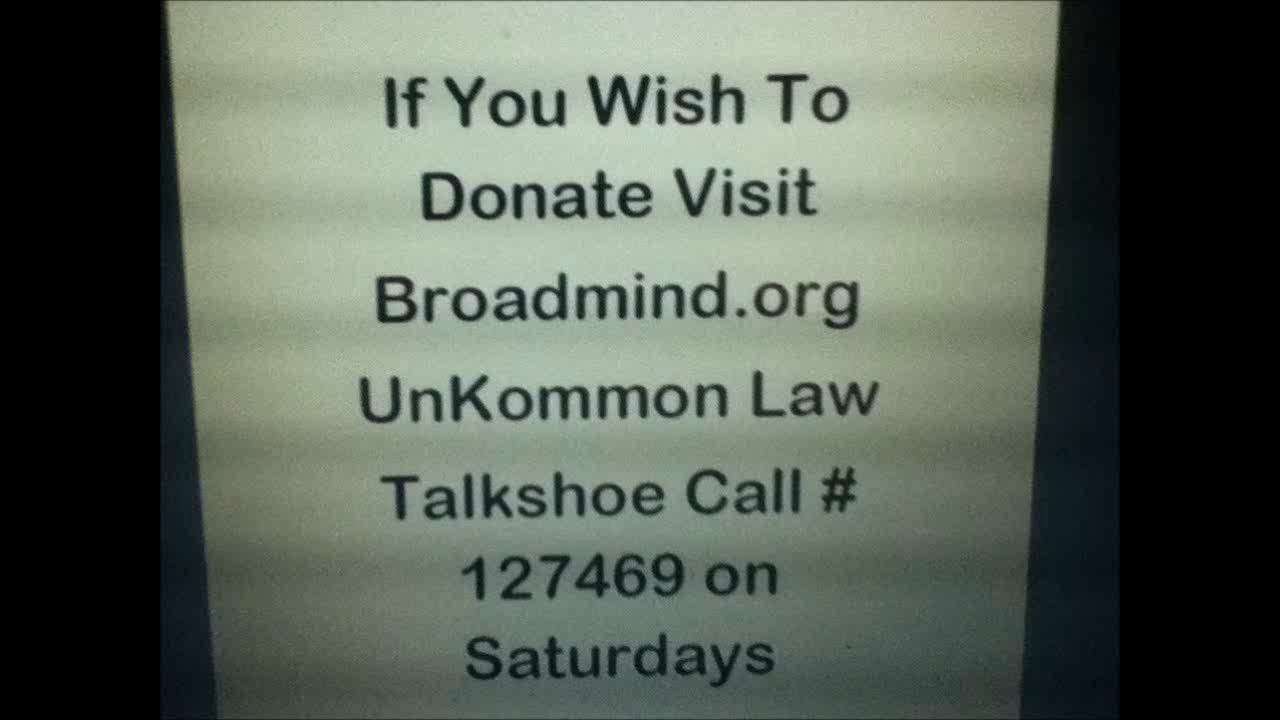 If You Wish To
Donate Visit
Broadmind.org
UnKommon Law
Talkshoe Call #
127469 on
Saturdays